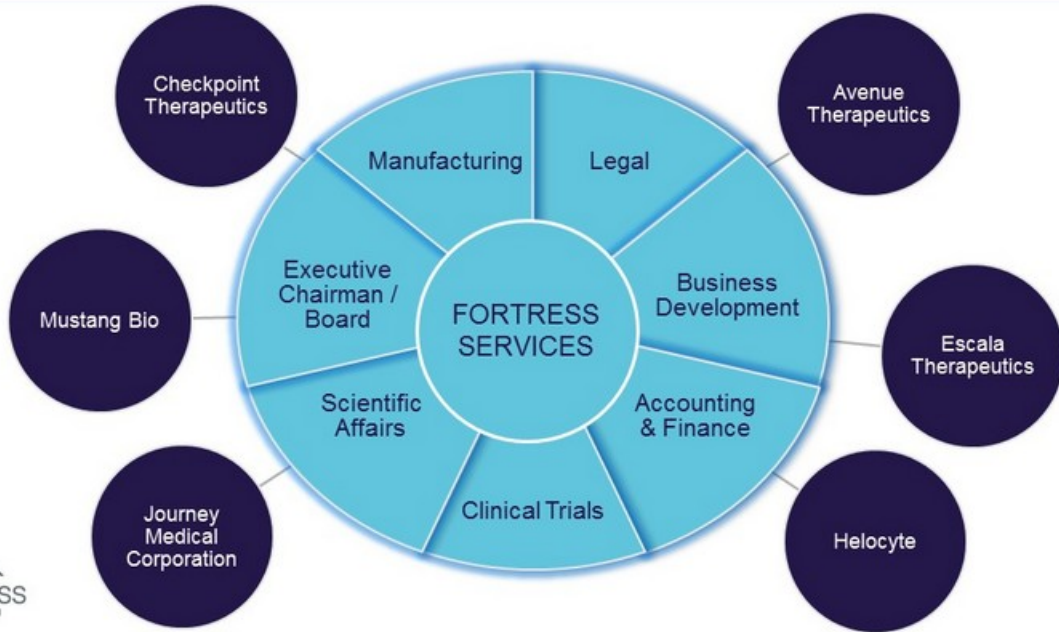 Checkpoint
Therapeutics
Avenue
Therapeutics
Manufacturing
Legal
Executive
Chairman /
Board
Business
Development
Mustang Bio
FORTRESS
SERVICES
Escala
Therapeutics
Scientific
Affairs
Accounting
& Finance
Clinical Trials
Journey
Medical
Corporation
Helocyte
SS